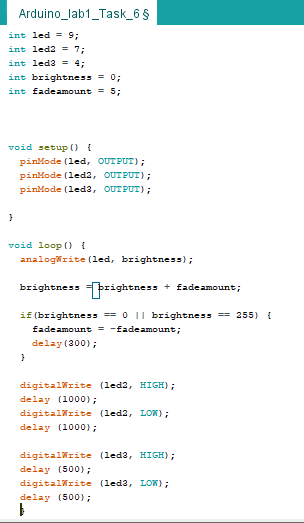 Arduino_lab1_Task_6 §
int led = 9;
int led2 = 7;
int led3 = 4;
int brightness = 0;
int fadeamount = 5;
void setup() {
pinMode(led, OUTPUT);
pinMode(led2, OUTPUT);
pinMode(led3, OUTPUT);
}
void loop() {
analogWrite(led, brightness);
brightness = brightness + fadeamount;
if(brightness == 0 || brightness == 255) {
fadeamount = -fadeamount;
delay(300);
}
digitalWrite (led2, HIGH);
delay (1000);
digitalWrite (led2, LOW);
delay (1000);
digitalWrite (led3, HIGH);
delay (500);
digitalWrite (led3, LOW);
delay (500);
}